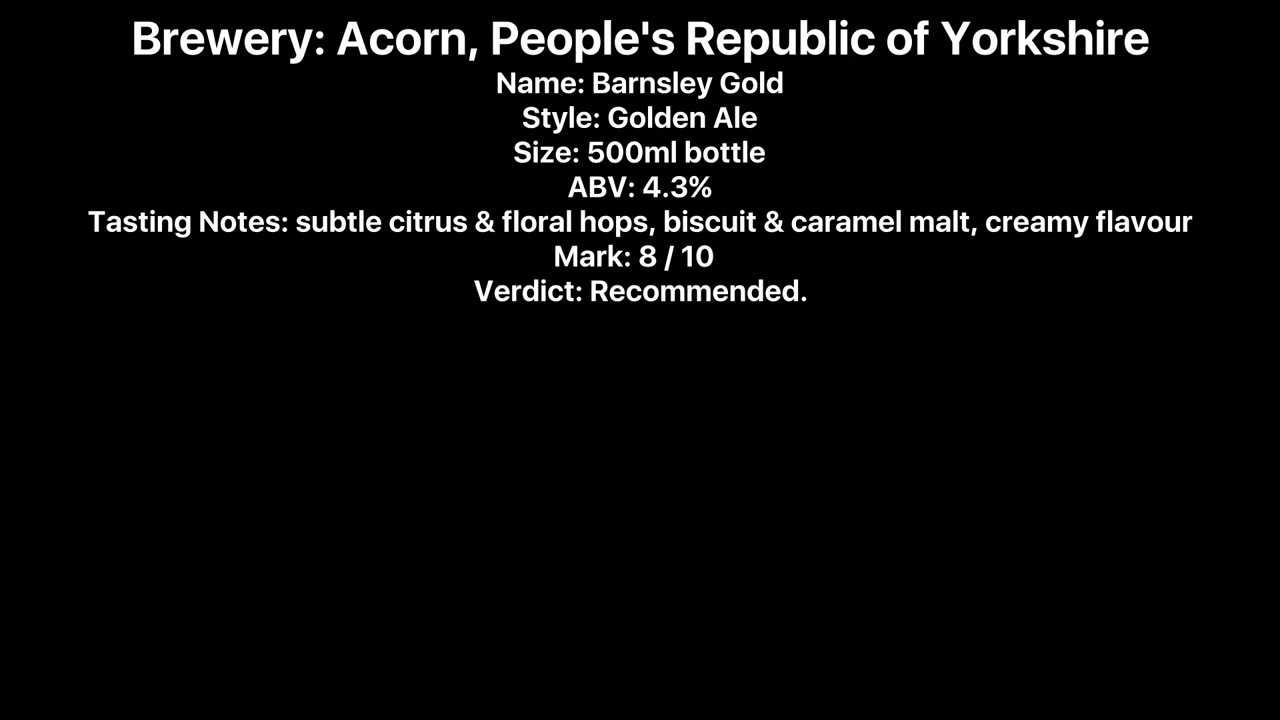 Brewery: Acorn, People's Republic of Yorkshire
Name: Barnsley Gold
Style: Golden Ale
Size: 500ml bottle
ABV: 4.3%
Tasting Notes: subtle citrus & floral hops, biscuit & caramel malt, creamy flavour
Mark: 8 / 10
Verdict: Recommended.